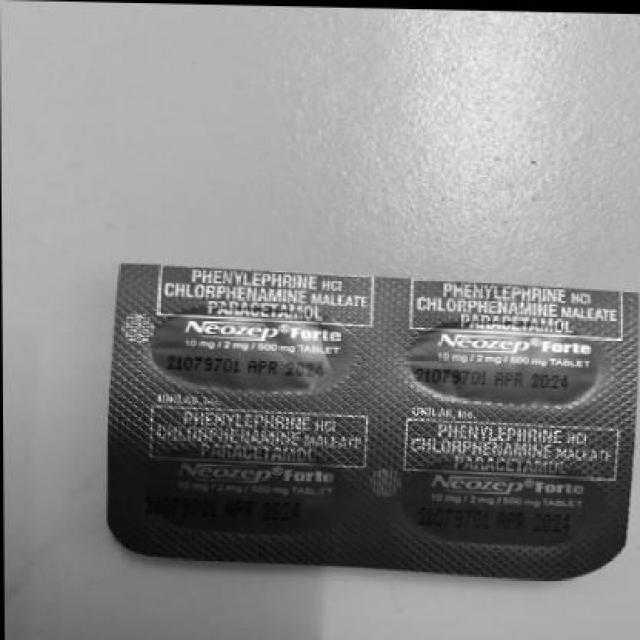 PHENYLEPHRINE HCl
CHLORPHENAMINE MALEATE
PARACETAMOL
Neozep® Forte
10 mg / 2 mg / 500 mg TABLET
21079701 APR 2024
UNILAB, Inc.
PHENYLEPHRINE HCl
CHLORPHENAMINE MALEATE
PARACETAMOL
Neozep® Forte
10 mg / 2 mg / 500 mg TABLET
21079701 APR 2024
PHENYLEPHRINE HCl
CHLORPHENAMINE MALEATE
PARACETAMOL
Neozep® Forte
10 mg / 2 mg / 500 mg TABLET
21079701 APR 2024
UNILAB, Inc.
PHENYLEPHRINE HCl
CHLORPHENAMINE MALEATE
PARACETAMOL
Neozep® Forte
10 mg / 2 mg / 500 mg TABLET
21079701 APR 2024